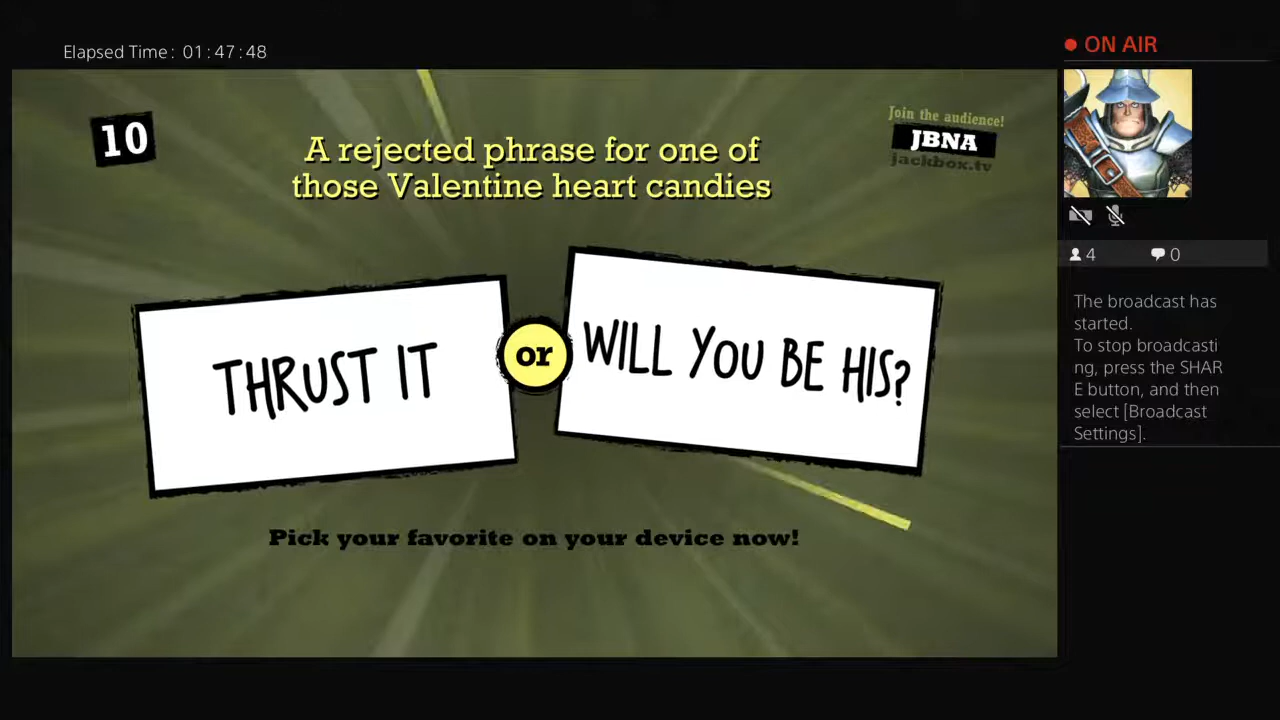 Elapsed Time: 01:47:48
ON AIR
10
Join the audience!
JBNA
jackbox.tv
A rejected phrase for one of
those Valentine heart candies
THRUST IT
or
WILL YOU BE HIS?
Pick your favorite on your device now!
4
0
The broadcast has
started.
To stop broadcasti
ng, press the SHAR
E button, and then
select [Broadcast
Settings].